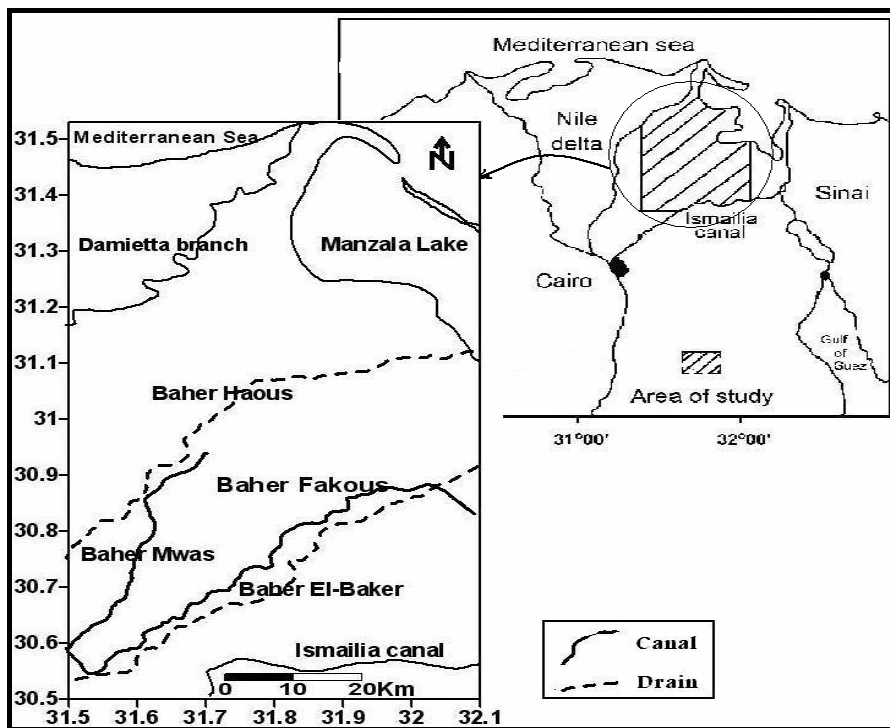 Mediterranean sea
Nile
delta
Sinai
Ismailia
canal
Cairo
Gulf
of
Suez
Area of study
31°00'
32°00'
31.5
31.4
31.3
31.2
31.1
31
30.9
30.8
30.7
30.6
30.5
Mediterranean Sea
N
Damietta branch
Manzala Lake
Baher Haous
Baher Fakous
Baher Mwas
Baher El-Baker
Ismailia canal
0 10 20Km
31.5 31.6 31.7 31.8 31.9 32 32.1
Canal
Drain